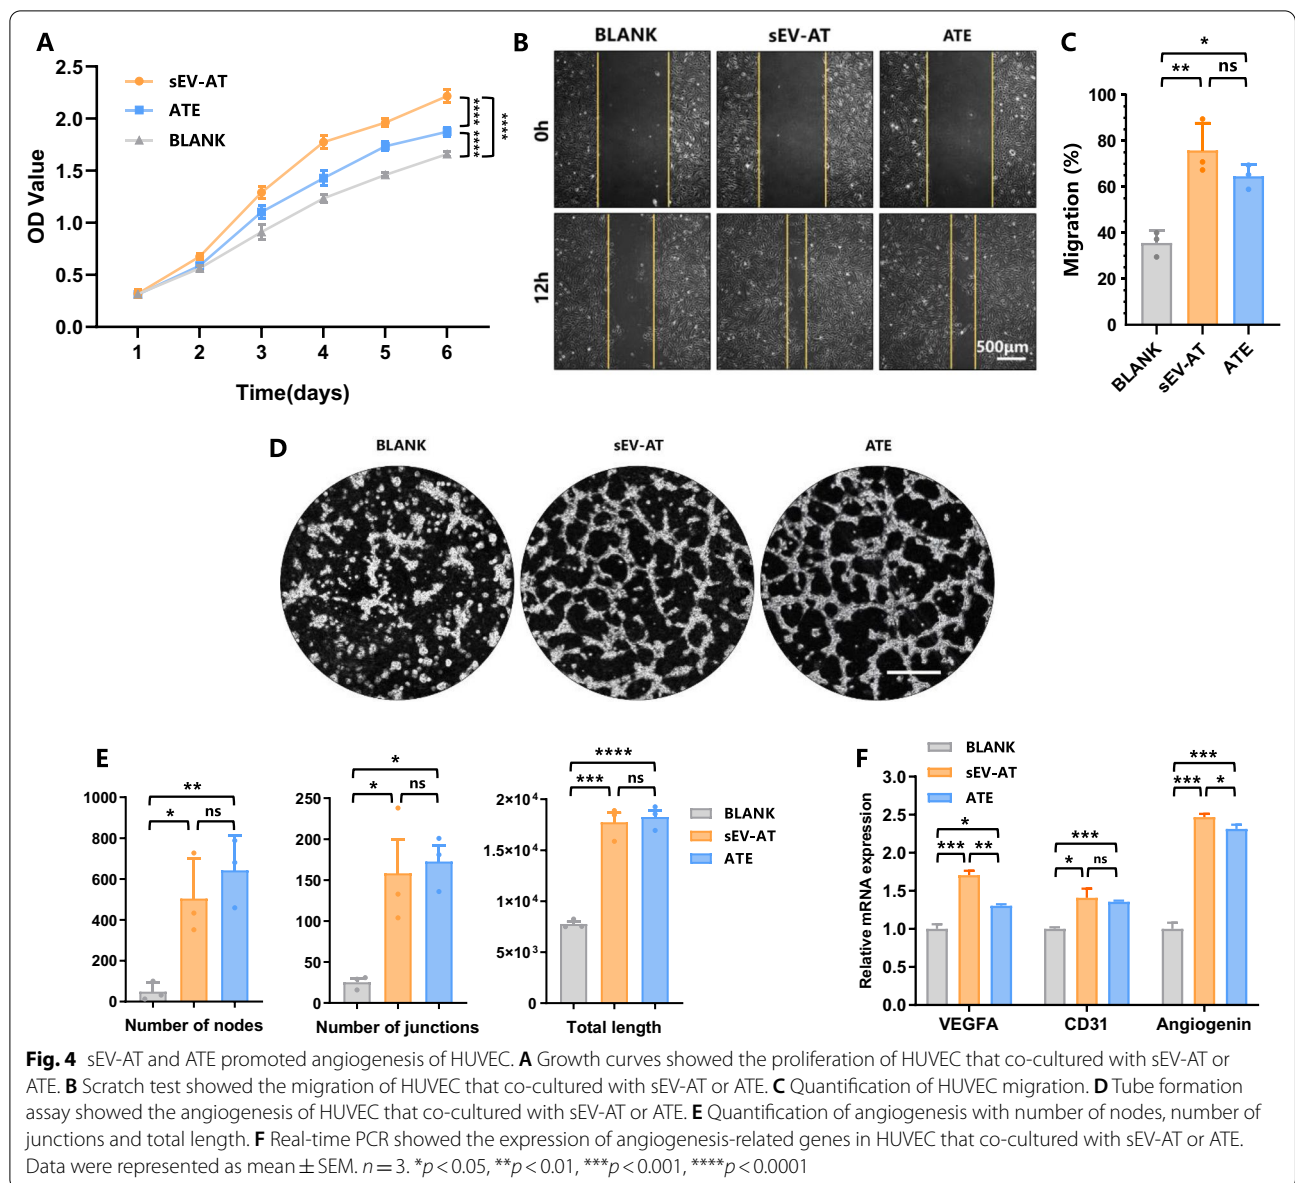 A
2.5
2.0
1.5
1.0
0.5
0.0
OD Value
sEV-AT
ATE
BLANK
****
****
****
1 2 3 4 5 6
Time(days)
B
BLANK sEV-AT ATE
0h
12h
500μm
C
*
** ns
100
80
60
40
20
0
Migration (%)
BLANK
sEV-AT
ATE
D
BLANK sEV-AT ATE
E
**
* ns
1000
800
600
400
200
0
Number of nodes
*
* ns
250
200
150
100
50
0
Number of junctions
****
*** ns
2×10⁴
1.5×10⁴
1×10⁴
5×10³
0
Total length
BLANK
sEV-AT
ATE
F
BLANK
sEV-AT
ATE
3.0
2.5
2.0
1.5
1.0
0.5
0.0
Relative mRNA expression
*
*** **
***
* ns
***
*** *
VEGFA CD31 Angiogenin
Fig. 4 sEV-AT and ATE promoted angiogenesis of HUVEC. A Growth curves showed the proliferation of HUVEC that co-cultured with sEV-AT or
ATE. B Scratch test showed the migration of HUVEC that co-cultured with sEV-AT or ATE. C Quantification of HUVEC migration. D Tube formation
assay showed the angiogenesis of HUVEC that co-cultured with sEV-AT or ATE. E Quantification of angiogenesis with number of nodes, number of
junctions and total length. F Real-time PCR showed the expression of angiogenesis-related genes in HUVEC that co-cultured with sEV-AT or ATE.
Data were represented as mean ± SEM. n = 3. *p < 0.05, **p < 0.01, ***p < 0.001, ****p < 0.0001